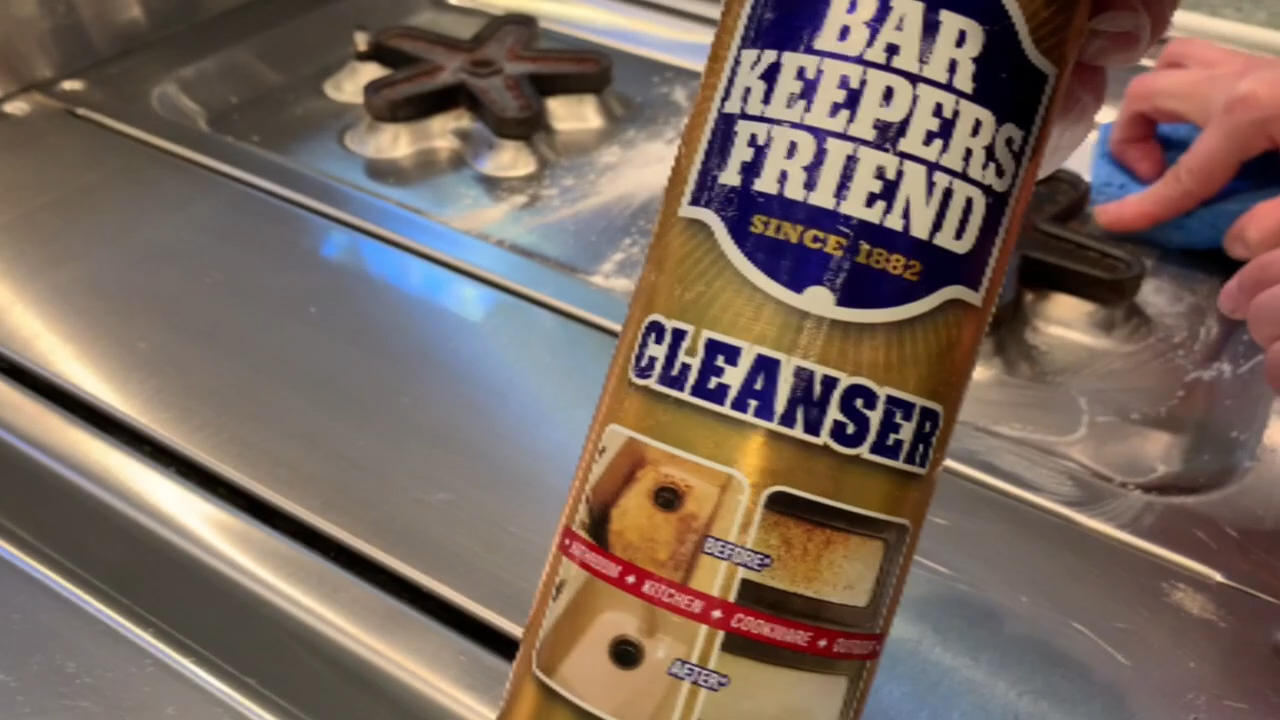 BAR
KEEPERS
FRIEND
SINCE 1882
CLEANSER
BEFORE*
KITCHEN + COOKWARE +
AFTER*